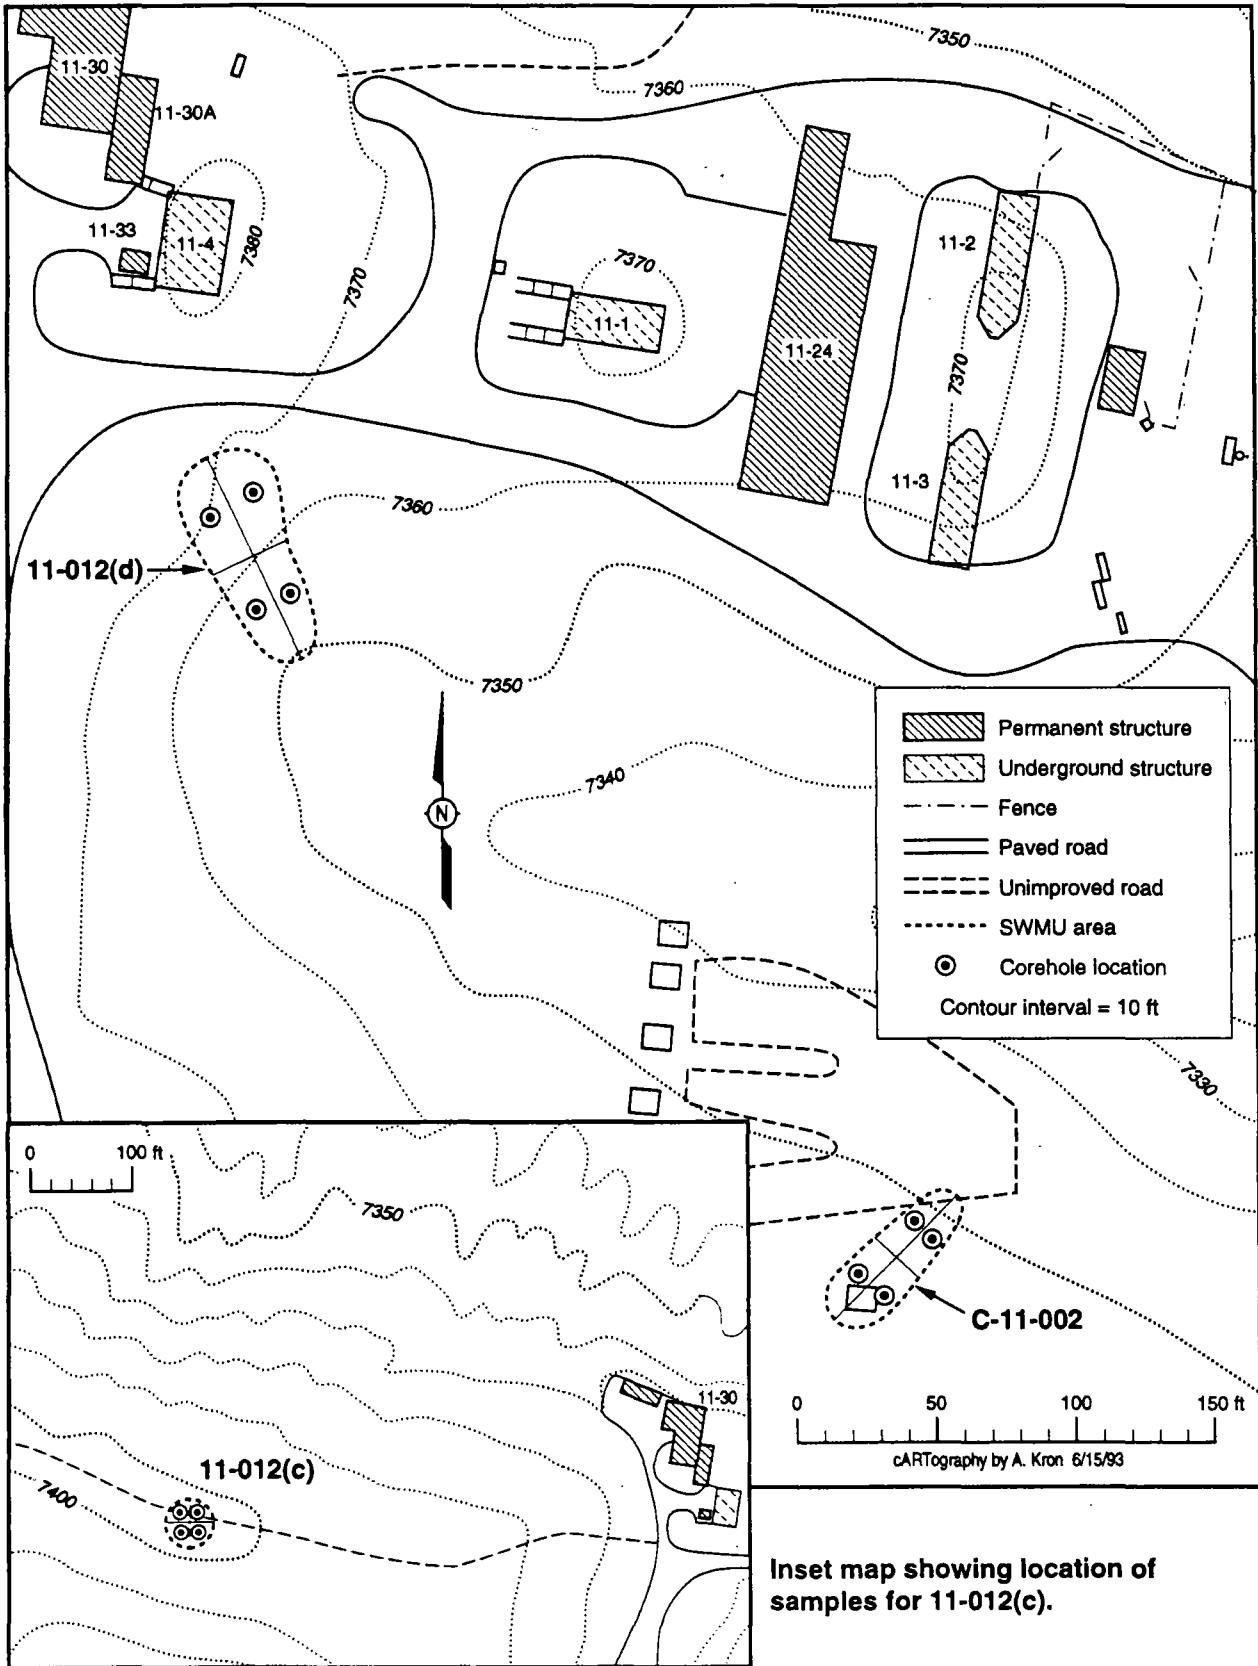 7350
11-30
7360
11-30A
11-33
11-4
7380
7370
11-2
7370
11-1
11-24
7370
11-3
7360
11-012(d)
7350
Permanent structure
Underground structure
Fence
Paved road
Unimproved road
SWMU area
Corehole location
Contour interval = 10 ft
7340
N
7330
0 100 ft
7350
C-11-002
11-30
0 50 100 150 ft
cARTography by A. Kron 6/15/93
11-012(c)
7400
Inset map showing location of
samples for 11-012(c).